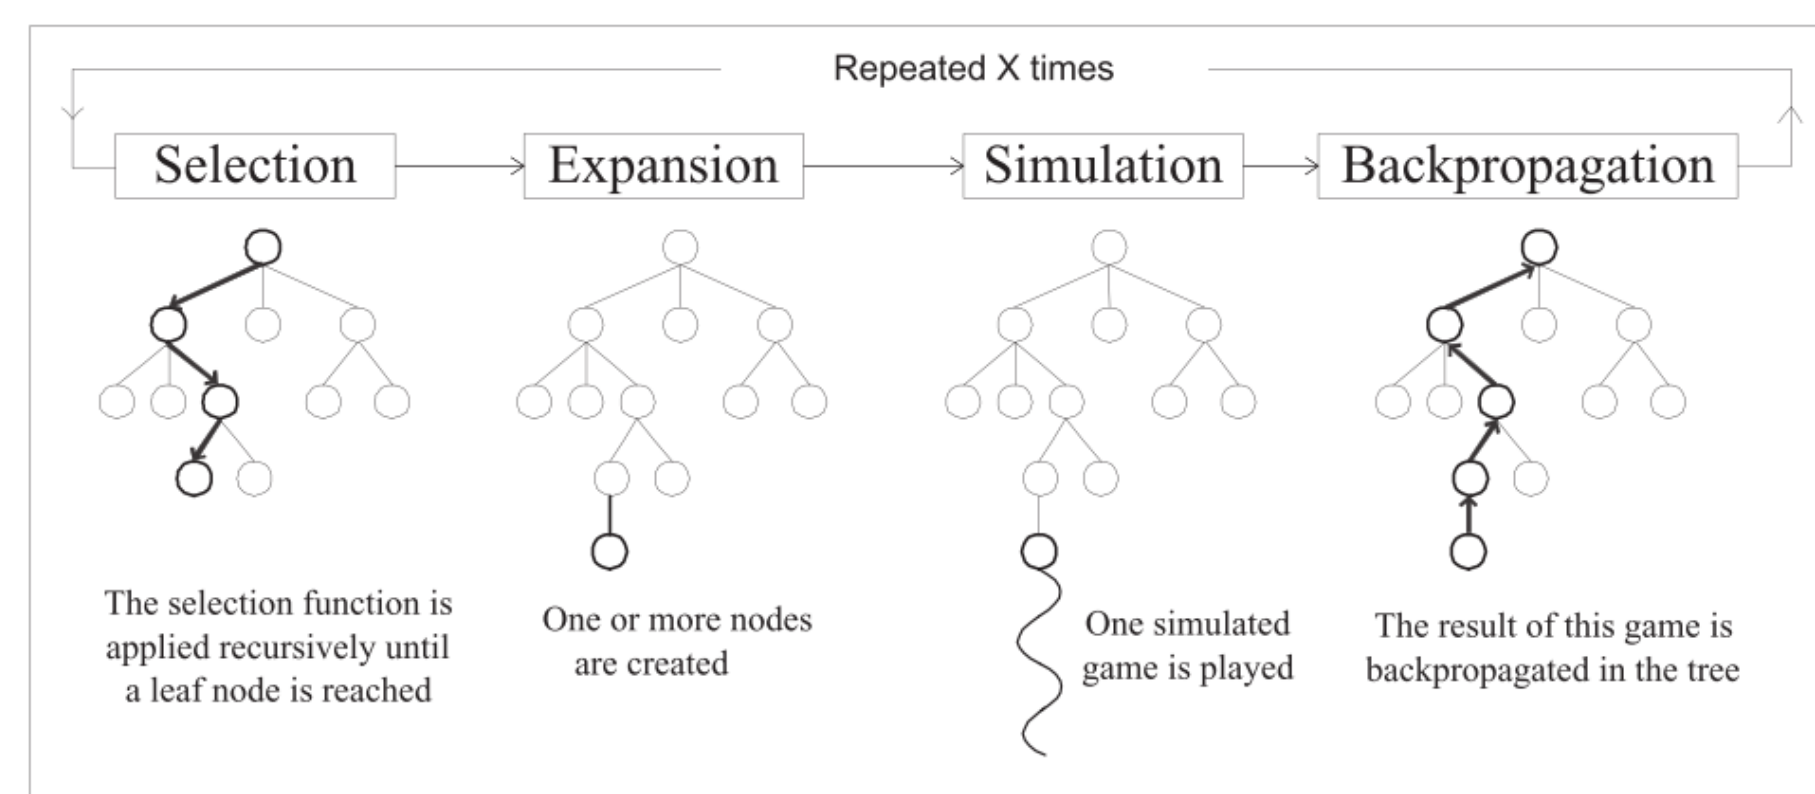 Repeated X times
Selection
Expansion
Simulation
Backpropagation
The selection function is
applied recursively until
a leaf node is reached
One or more nodes
are created
One simulated
game is played
The result of this game is
backpropagated in the tree